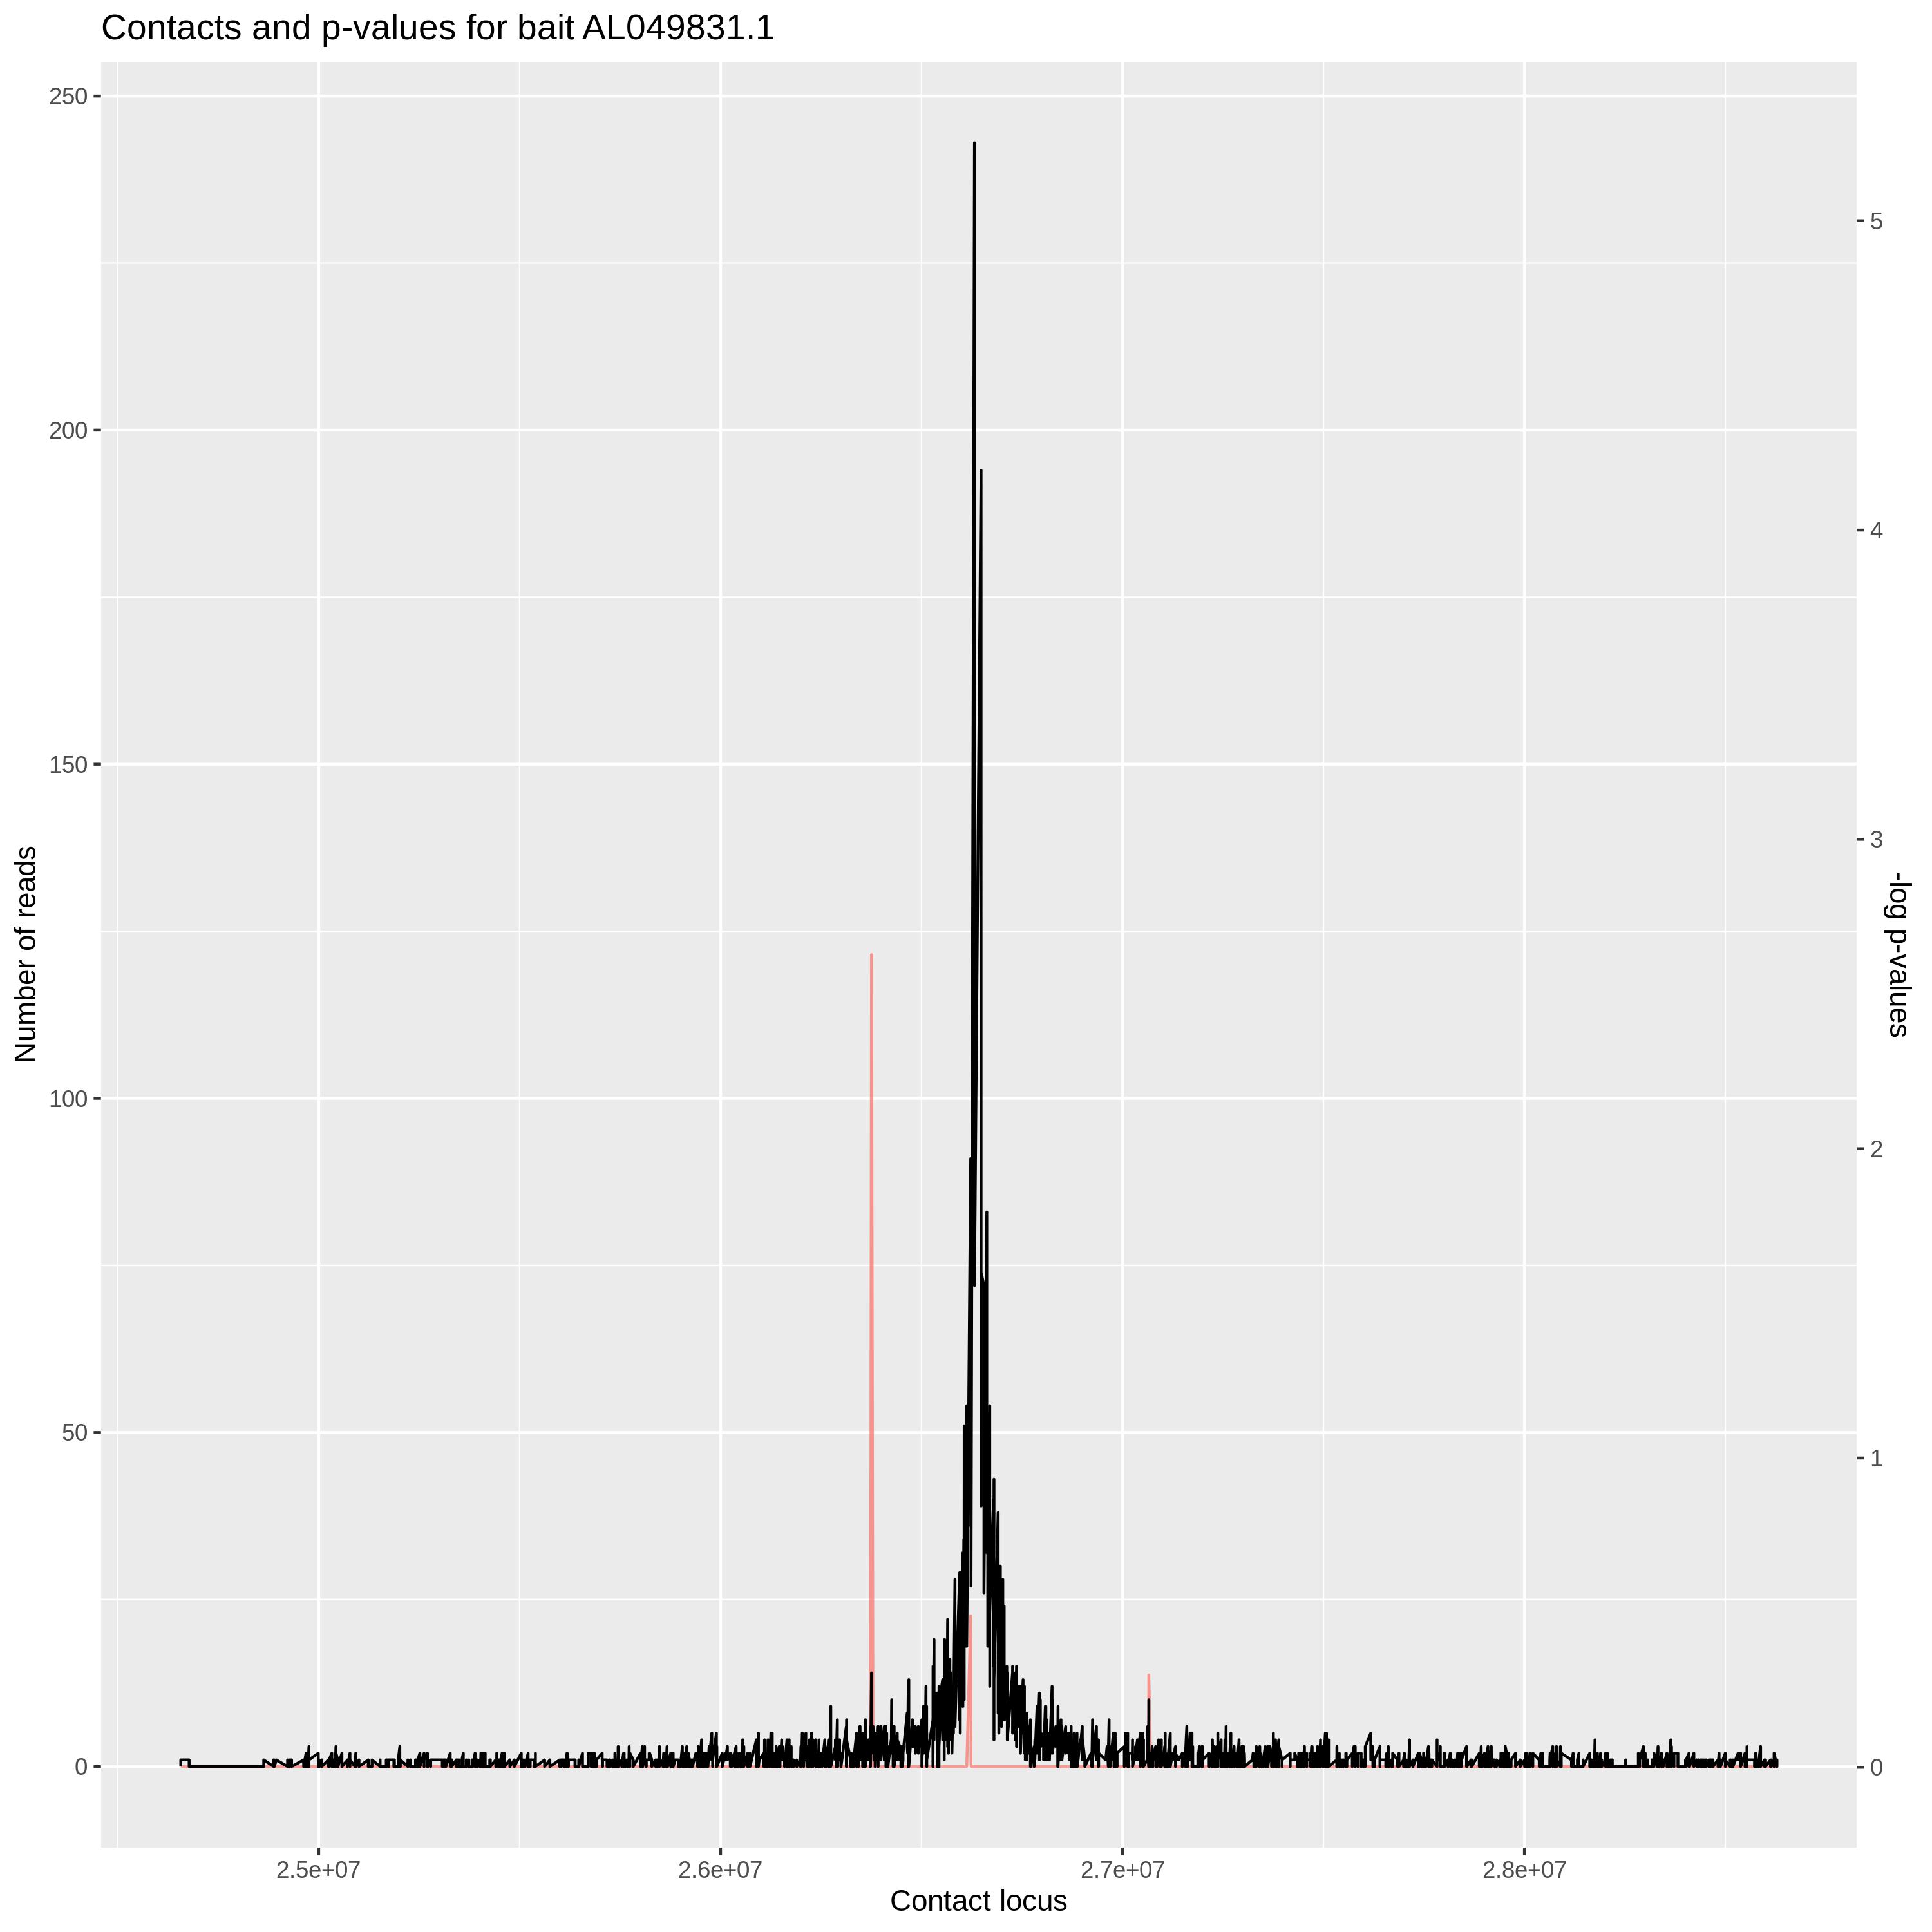 Contacts and p-values for bait AL049831.1
250
200
150
100
50
0
Number of reads
5
4
3
2
1
0
-log p-values
2.5e+07
2.6e+07
2.7e+07
2.8e+07
Contact locus